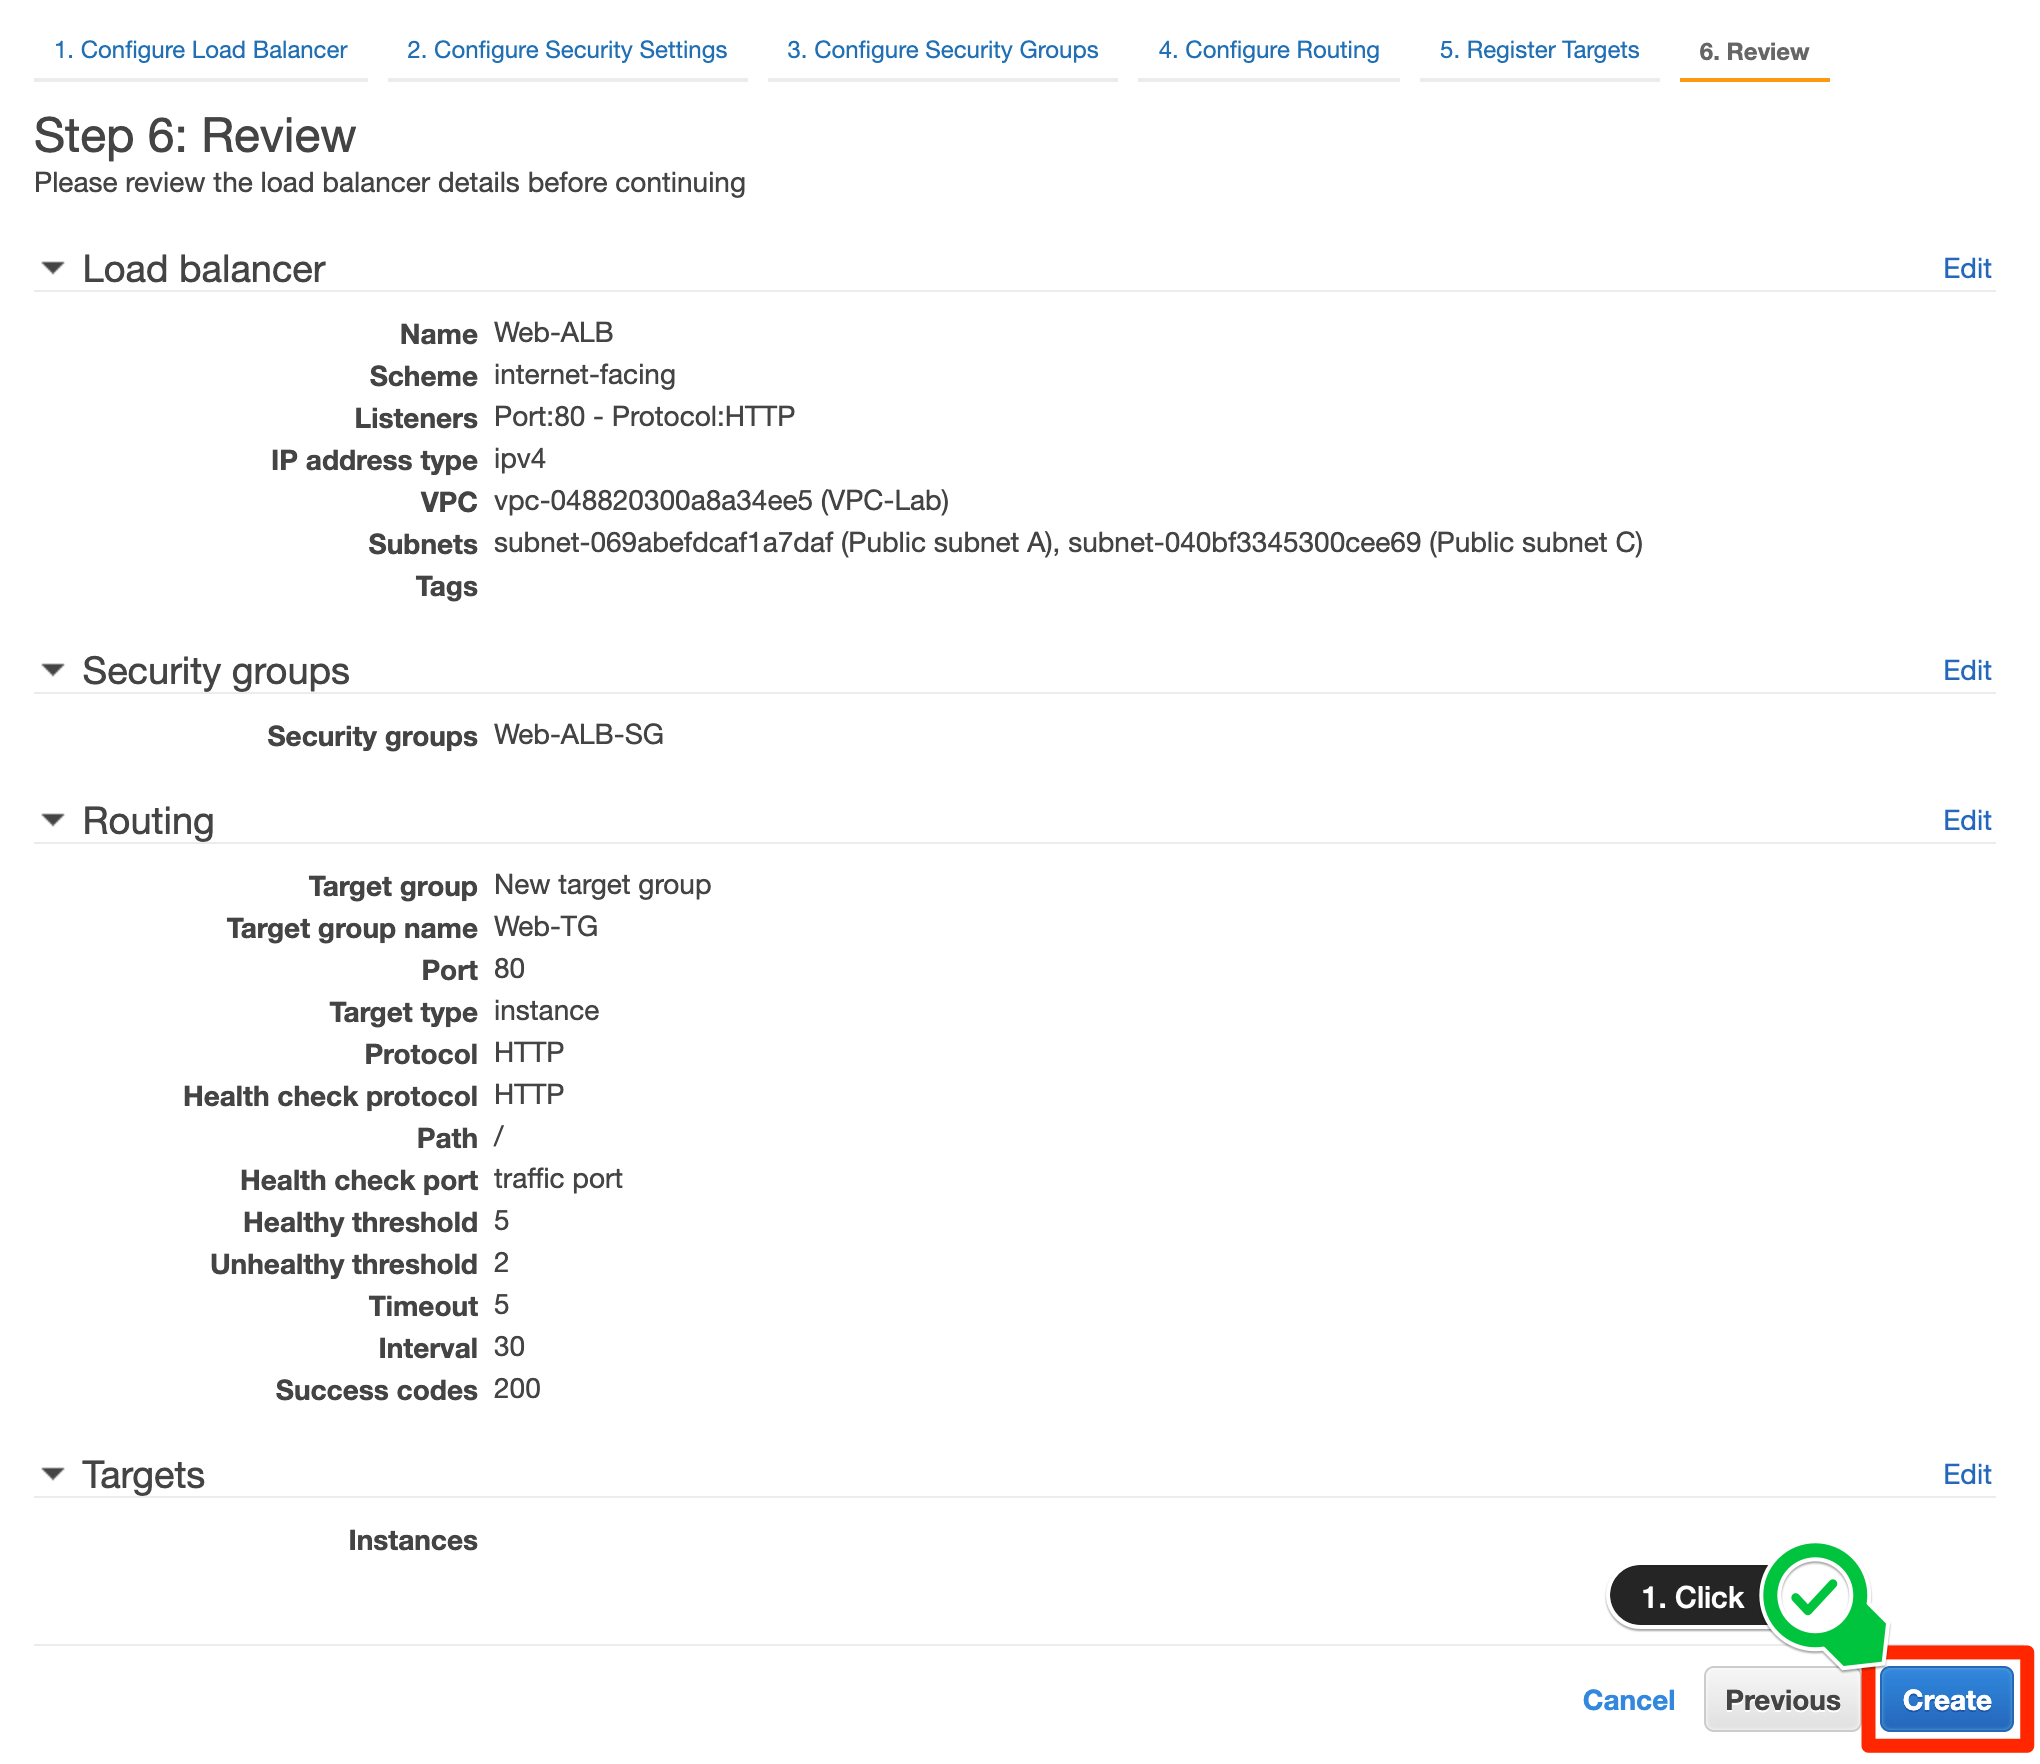 1. Configure Load Balancer 2. Configure Security Settings 3. Configure Security Groups 4. Configure Routing 5. Register Targets 6. Review
Step 6: Review
Please review the load balancer details before continuing
Load balancer Edit
Name Web-ALB
Scheme internet-facing
Listeners Port:80 - Protocol:HTTP
IP address type ipv4
VPC vpc-048820300a8a34ee5 (VPC-Lab)
Subnets subnet-069abefdcaf1a7daf (Public subnet A), subnet-040bf3345300cee69 (Public subnet C)
Tags
Security groups Edit
Security groups Web-ALB-SG
Routing Edit
Target group New target group
Target group name Web-TG
Port 80
Target type instance
Protocol HTTP
Health check protocol HTTP
Path /
Health check port traffic port
Healthy threshold 5
Unhealthy threshold 2
Timeout 5
Interval 30
Success codes 200
Targets Edit
Instances
1. Click
Cancel Previous Create